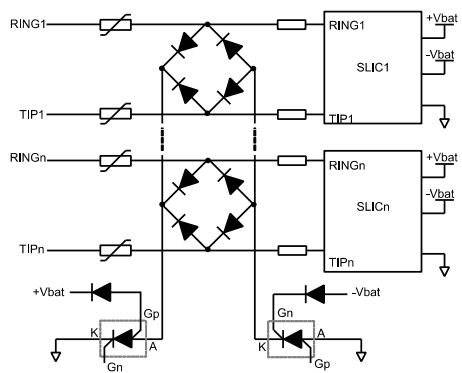 RING1
RING1
+Vbat
SLIC1
-Vbat
TIP1
TIP1
RINGn
RINGn
+Vbat
SLICn
-Vbat
TIPn
TIPn
+Vbat
-Vbat
Gp
Gn
K
A
K
A
Gn
Gp